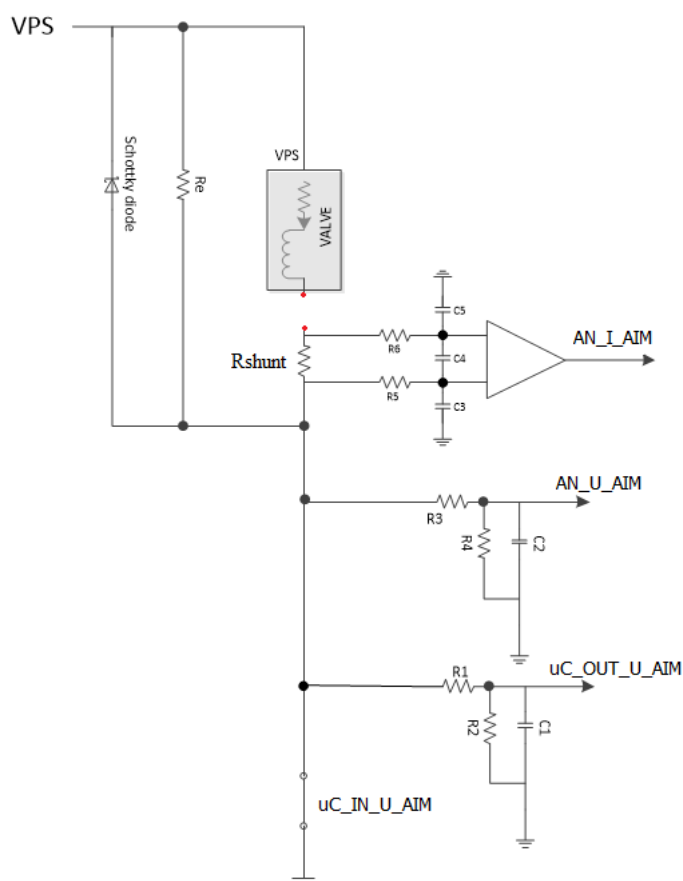 VPS
Schottky diode
Re
VPS
VALVE
C5
AN_I_AIM
R6
C4
Rshunt
R5
C3
AN_U_AIM
R3
R4
C2
R1
uC_OUT_U_AIM
R2
C1
uC_IN_U_AIM